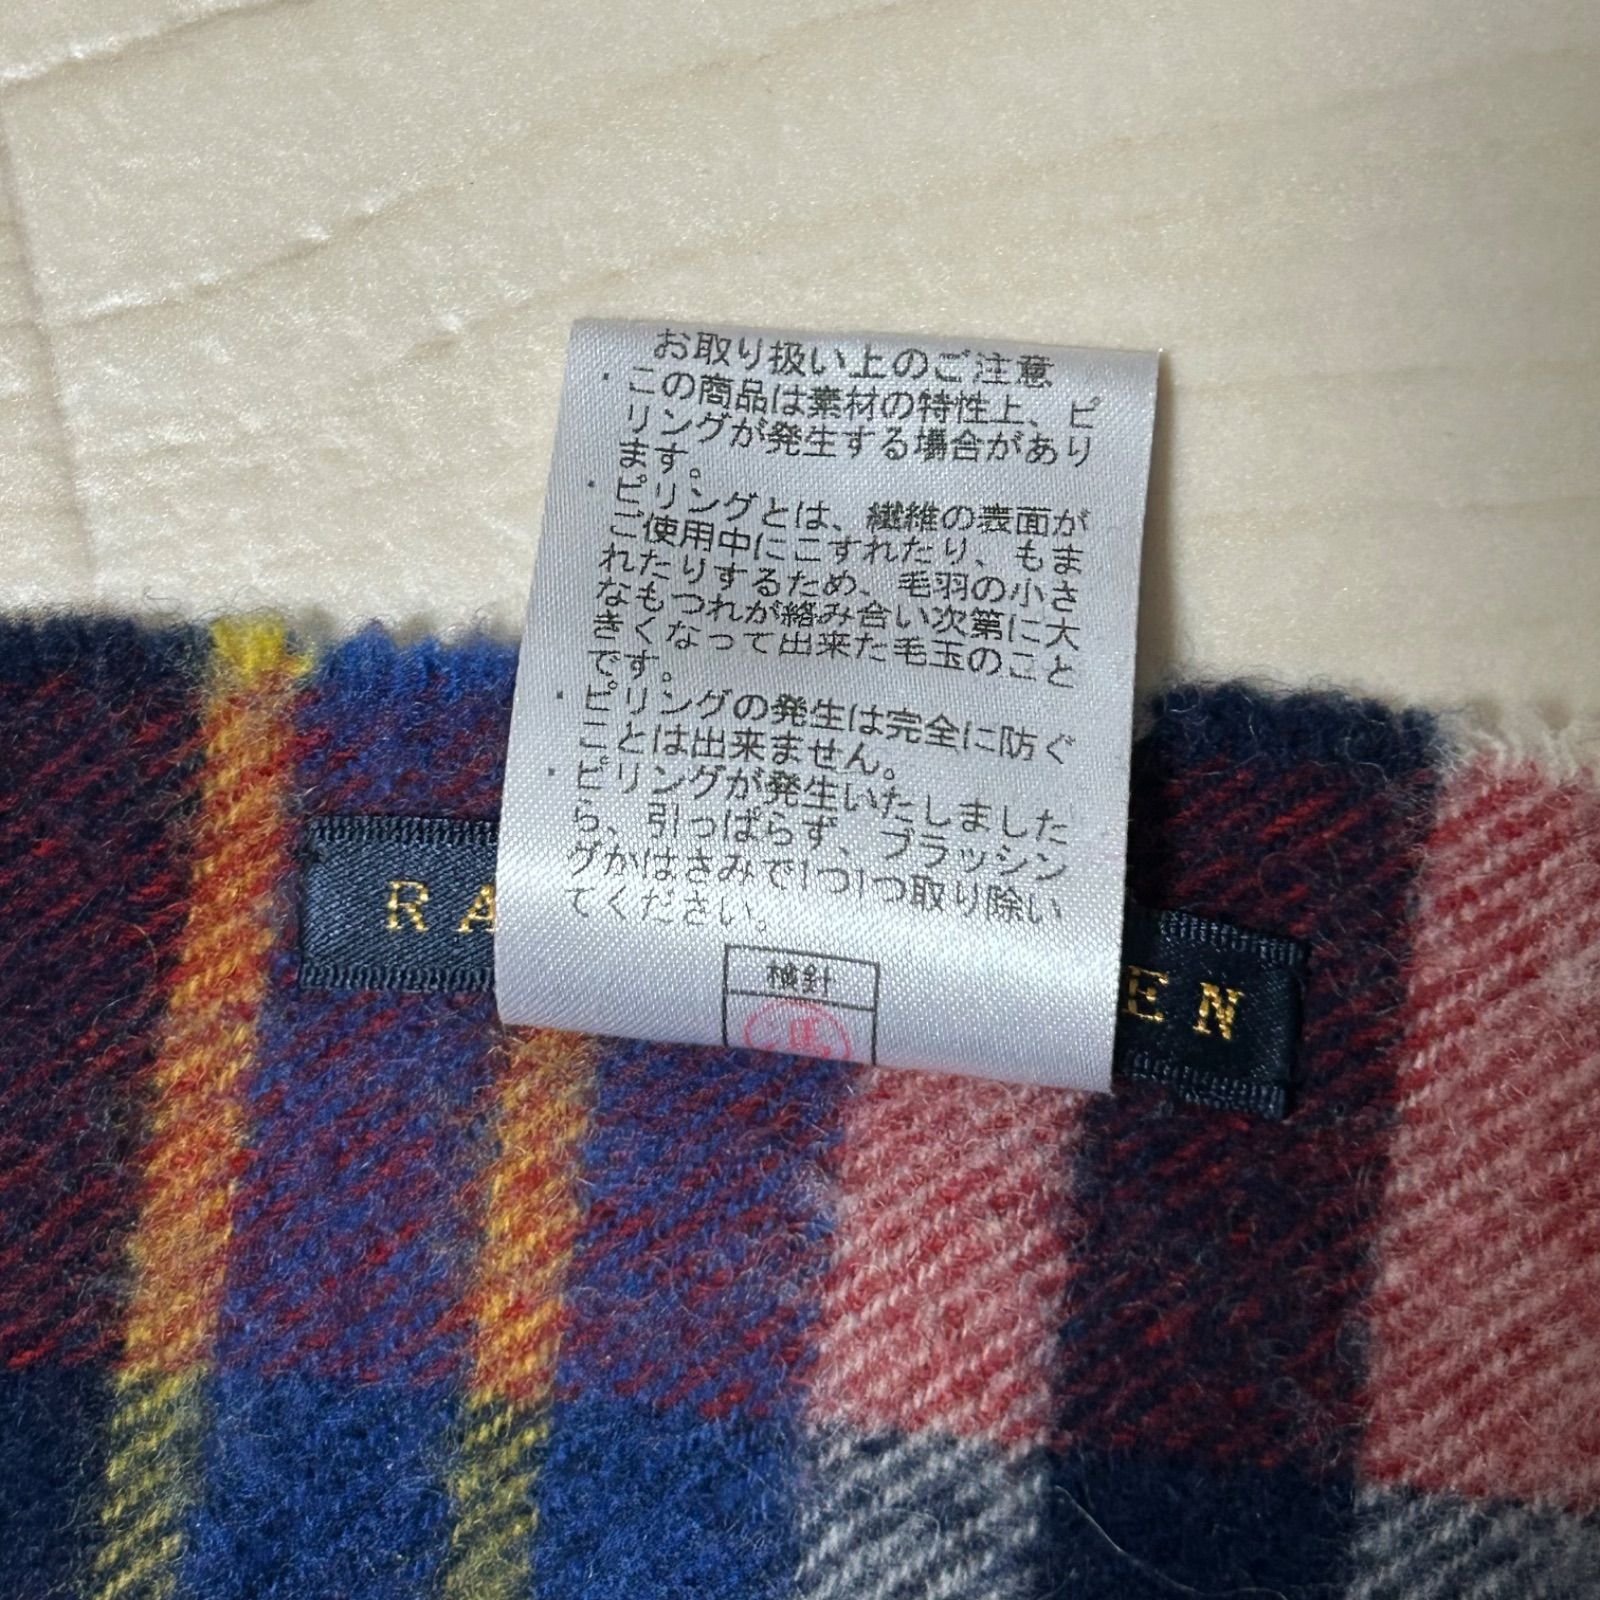 お取り扱い上のご注意
・この商品は素材の特性上、ピ
リングが発生する場合があり
ます。
・ピリングとは、繊維の表面が
ご使用中にこすれたり、もま
れたりするため、毛羽の小さ
なもつれが絡み合い次第に大
きくなって出来た毛玉のこと
です。
・ピリングの発生は完全に防ぐ
ことは出来ません。
・ピリングが発生いたしました
ら、引っぱらず、ブラッシン
グかはさみで1つ1つ取り除い
てください。
検針
RA
EN